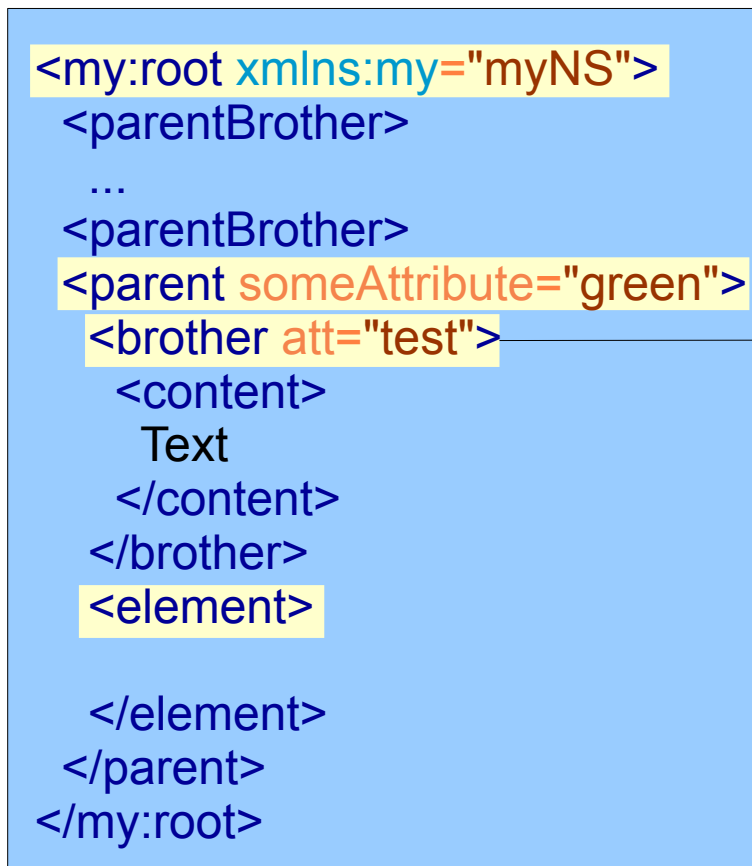 <my:root xmlns:my="myNS">
<parentBrother>
...
<parentBrother>
<parent someAttribute="green">
<brother att="test">
<content>
Text
</content>
</brother>
<element>
</element>
</parent>
</my:root>